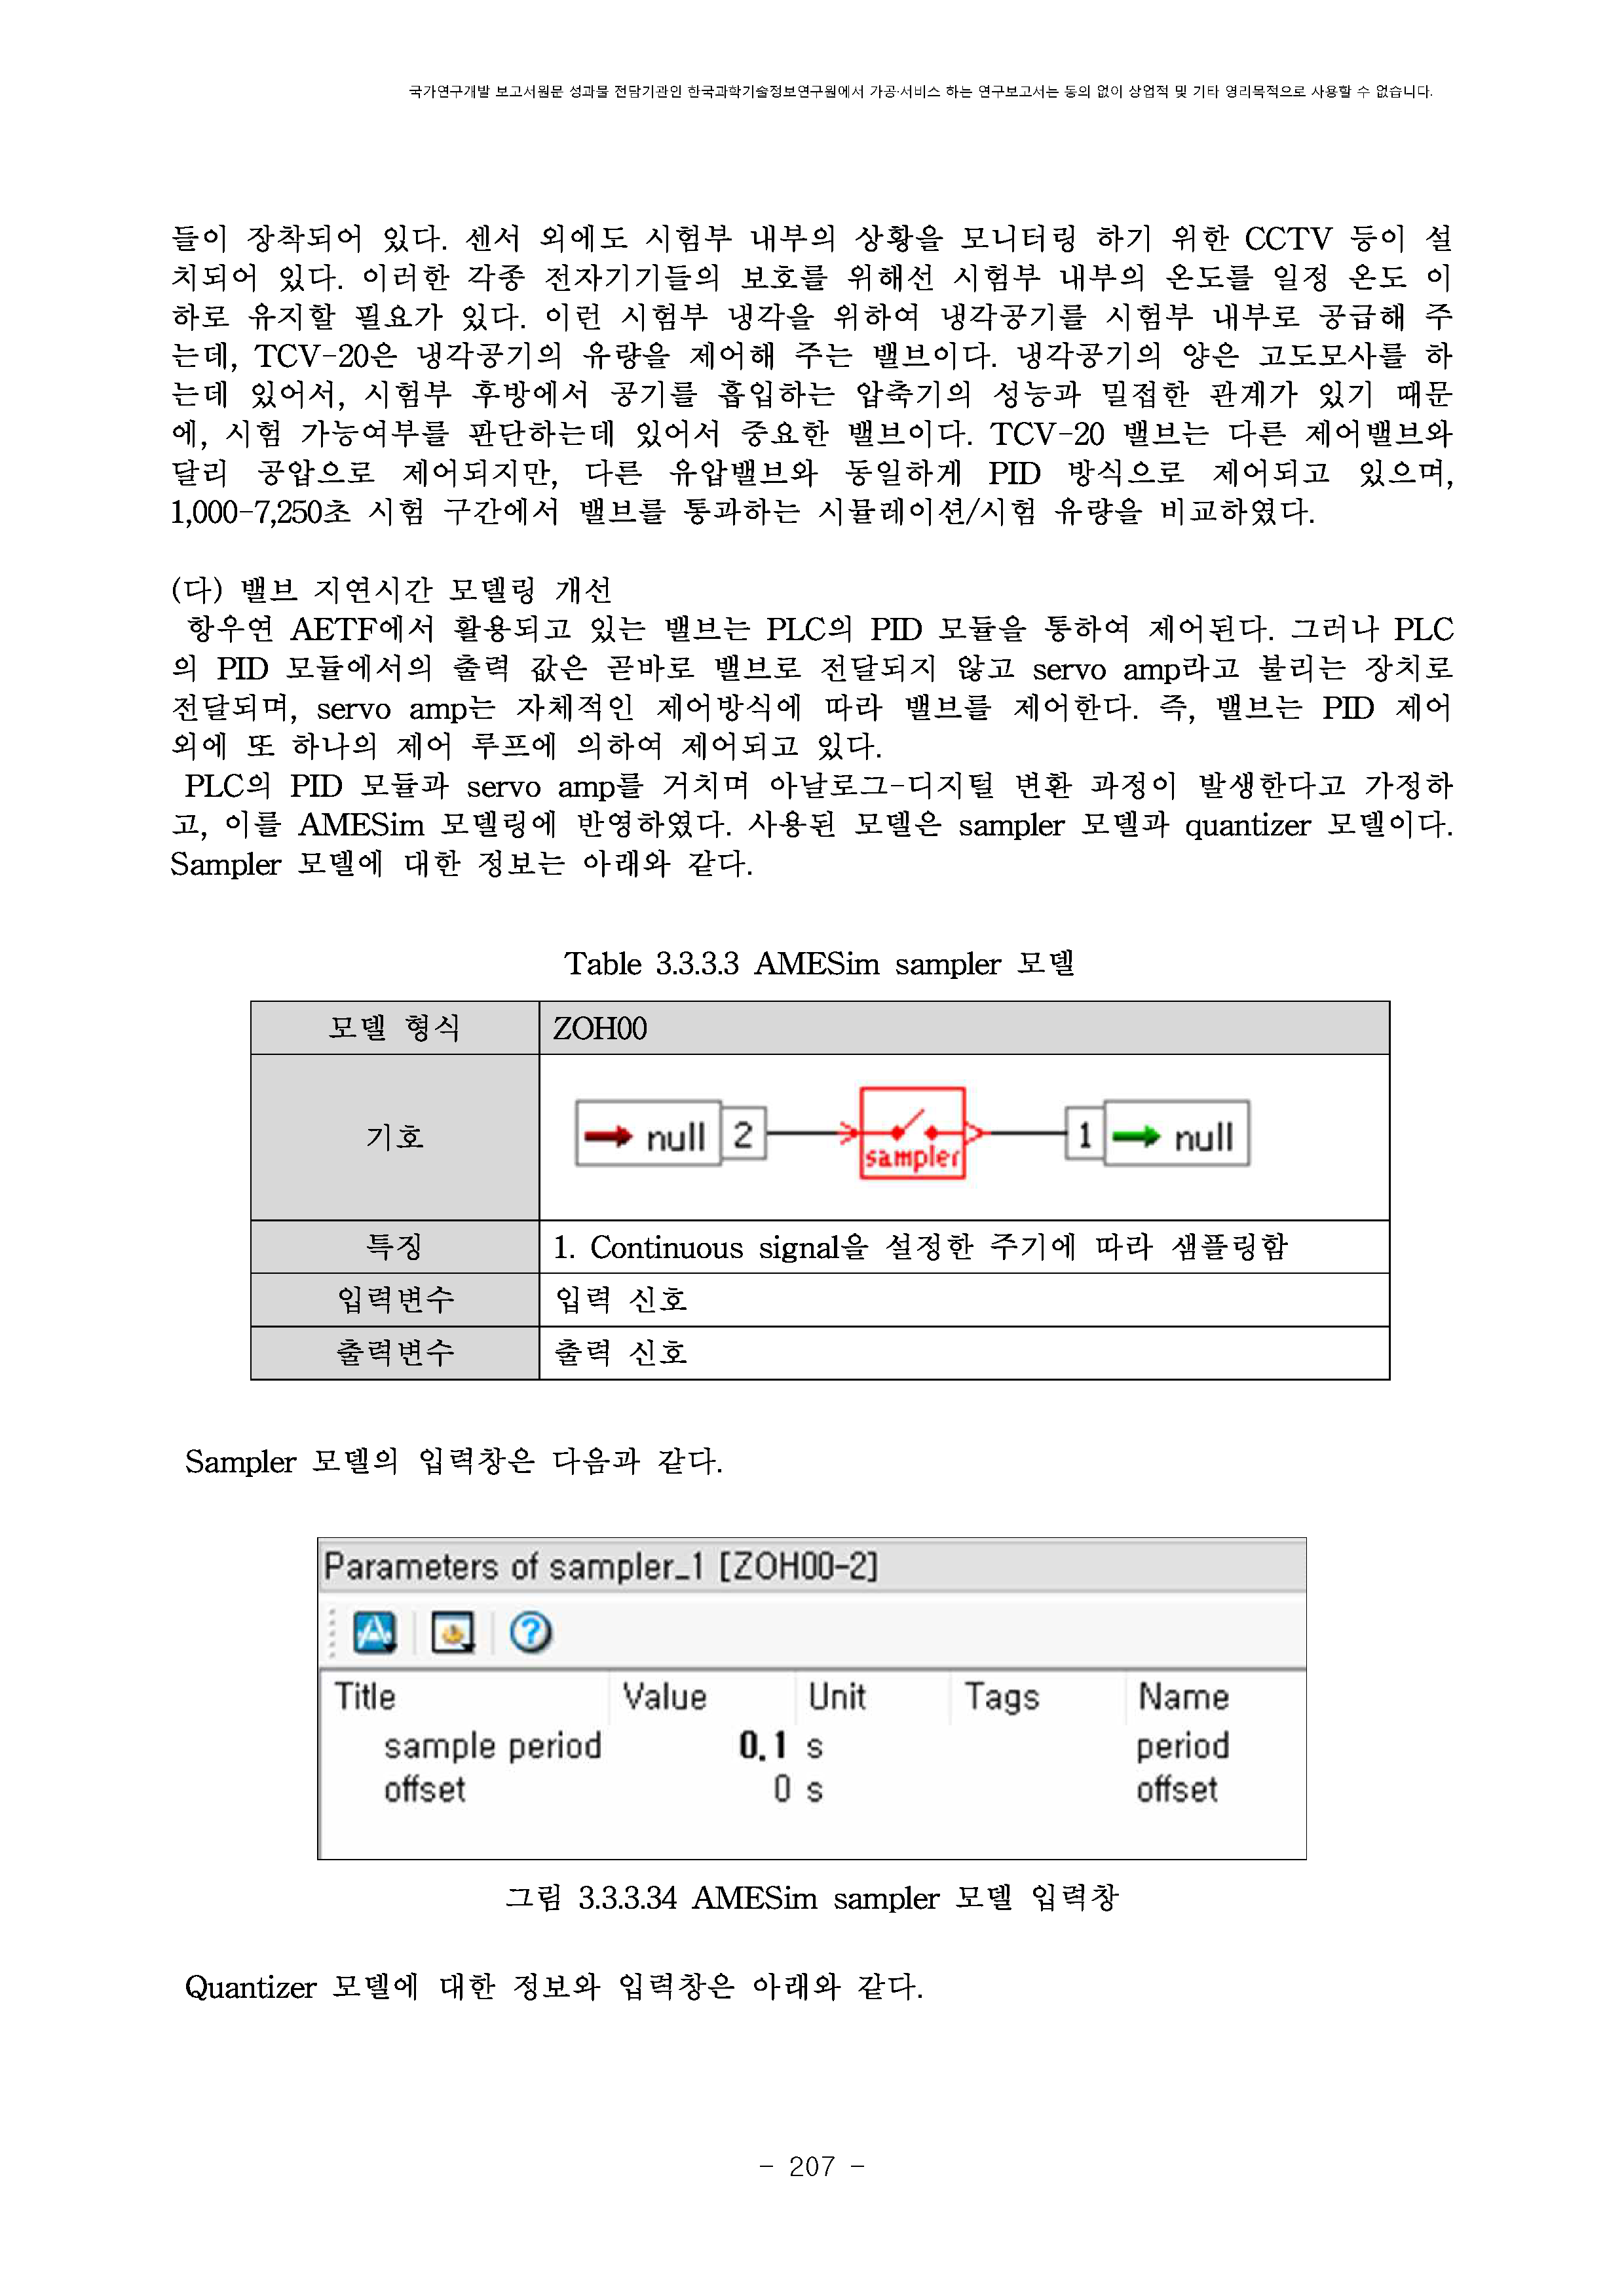 국가연구개발 보고서원문 성과물 전담기관인 한국과학기술정보연구원에서 가공·서비스 하는 연구보고서는 동의 없이 상업적 및 기타 영리목적으로 사용할 수 없습니다.
들이 장착되어 있다. 센서 외에도 시험부 내부의 상황을 모니터링 하기 위한 CCTV 등이 설
치되어 있다. 이러한 각종 전자기기들의 보호를 위해선 시험부 내부의 온도를 일정 온도 이
하로 유지할 필요가 있다. 이런 시험부 냉각을 위하여 냉각공기를 시험부 내부로 공급해 주
는데, TCV-20은 냉각공기의 유량을 제어해 주는 밸브이다. 냉각공기의 양은 고도모사를 하
는데 있어서, 시험부 후방에서 공기를 흡입하는 압축기의 성능과 밀접한 관계가 있기 때문
에, 시험 가능여부를 판단하는데 있어서 중요한 밸브이다. TCV-20 밸브는 다른 제어밸브와
달리 공압으로 제어되지만, 다른 유압밸브와 동일하게 PID 방식으로 제어되고 있으며,
1,000-7,250초 시험 구간에서 밸브를 통과하는 시뮬레이션/시험 유량을 비교하였다.
(다) 밸브 지연시간 모델링 개선
항우연 AETF에서 활용되고 있는 밸브는 PLC의 PID 모듈을 통하여 제어된다. 그러나 PLC
의 PID 모듈에서의 출력 값은 곧바로 밸브로 전달되지 않고 servo amp라고 불리는 장치로
전달되며, servo amp는 자체적인 제어방식에 따라 밸브를 제어한다. 즉, 밸브는 PID 제어
외에 또 하나의 제어 루프에 의하여 제어되고 있다.
PLC의 PID 모듈과 servo amp를 거치며 아날로그-디지털 변환 과정이 발생한다고 가정하
고, 이를 AMESim 모델링에 반영하였다. 사용된 모델은 sampler 모델과 quantizer 모델이다.
Sampler 모델에 대한 정보는 아래와 같다.
Table 3.3.3.3 AMESim sampler 모델
모델 형식 ZOH00
기호 null 2 sampler 1 null
특징 1. Continuous signal을 설정한 주기에 따라 샘플링함
입력변수 입력 신호
출력변수 출력 신호
Sampler 모델의 입력창은 다음과 같다.
Parameters of sampler_1 [ZOH00-2]
Title Value Unit Tags Name
sample period 0.1 s period
offset 0 s offset
그림 3.3.3.34 AMESim sampler 모델 입력창
Quantizer 모델에 대한 정보와 입력창은 아래와 같다.
- 207 -